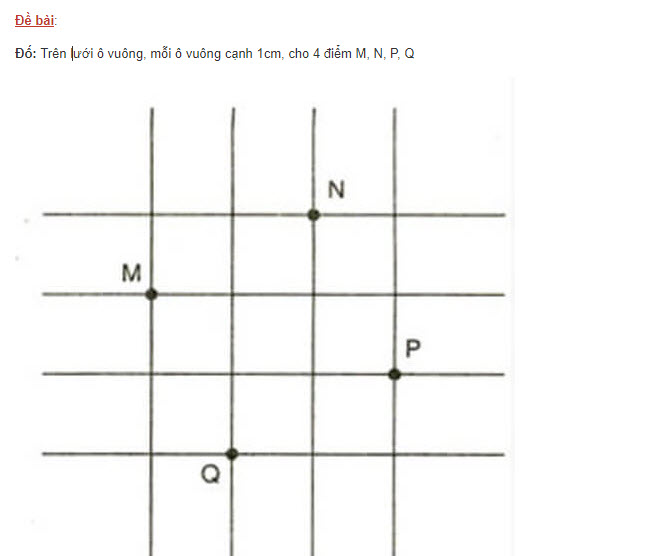 Đề bài:
Đố: Trên lưới ô vuông, mỗi ô vuông cạnh 1cm, cho 4 điểm M, N, P, Q
N
M
P
Q